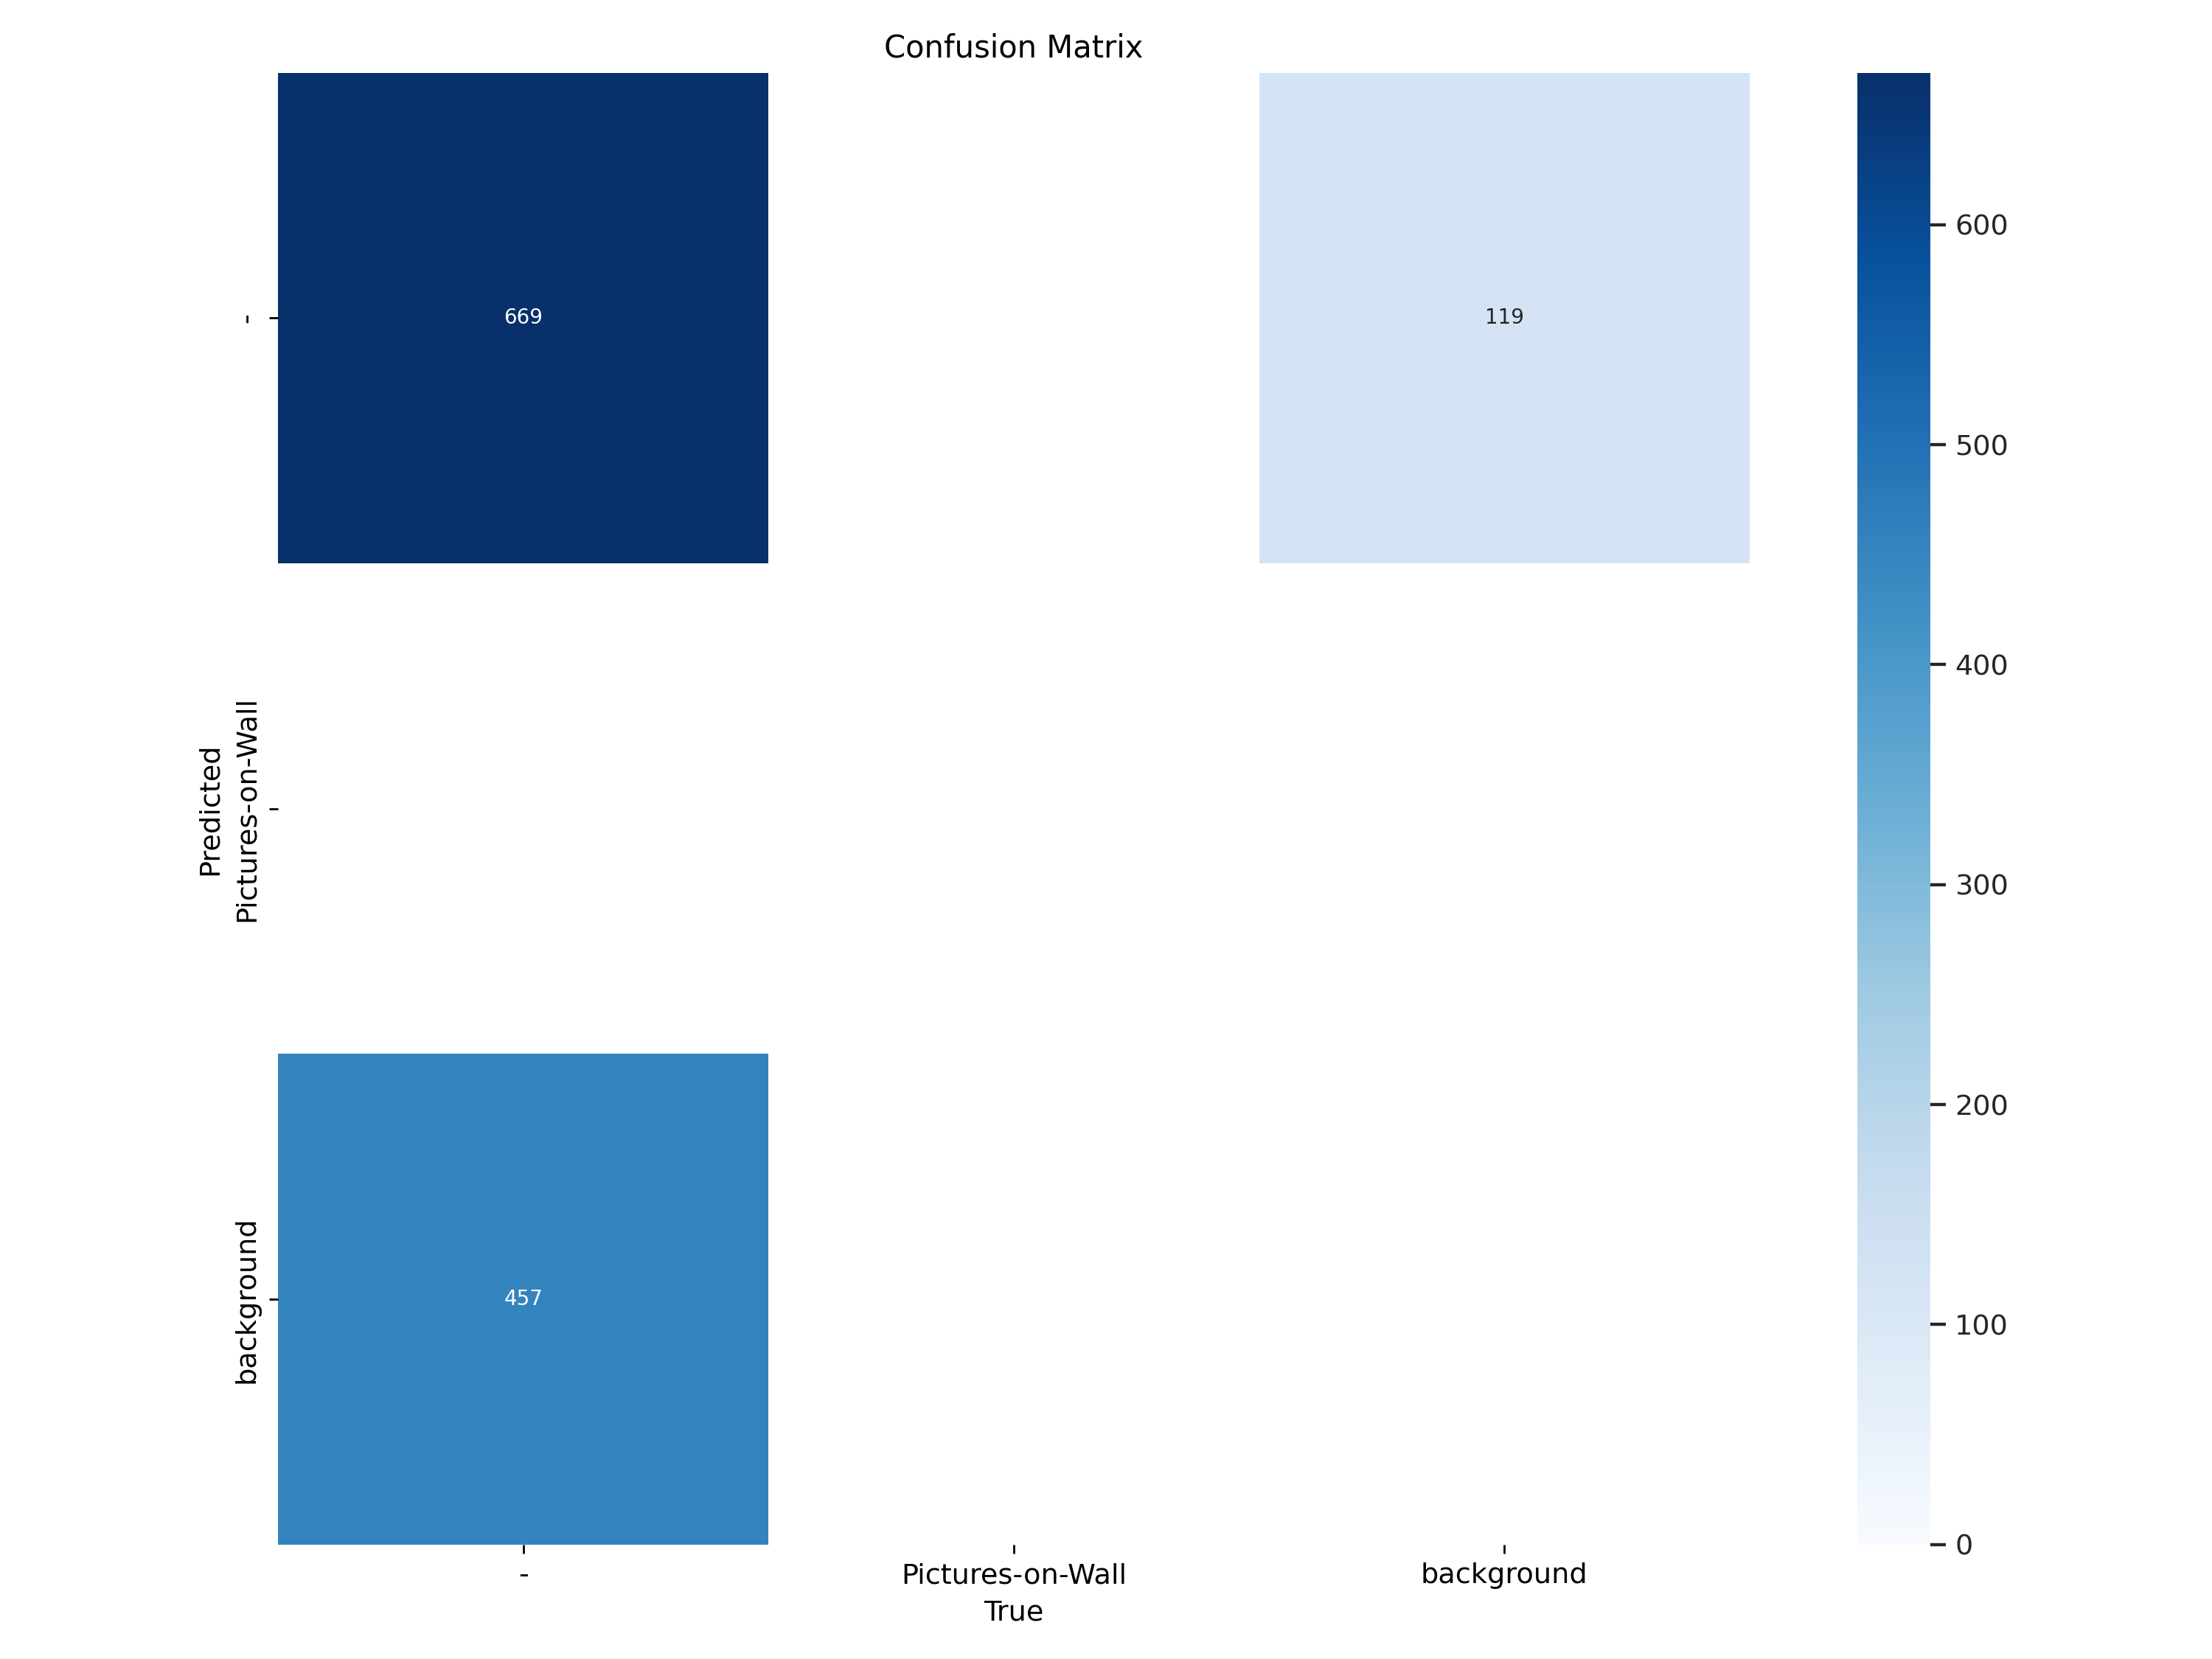 Confusion Matrix
-
669
119
600
500
400
300
200
100
0
Predicted
Pictures-on-Wall
background
457
-
Pictures-on-Wall
background
True